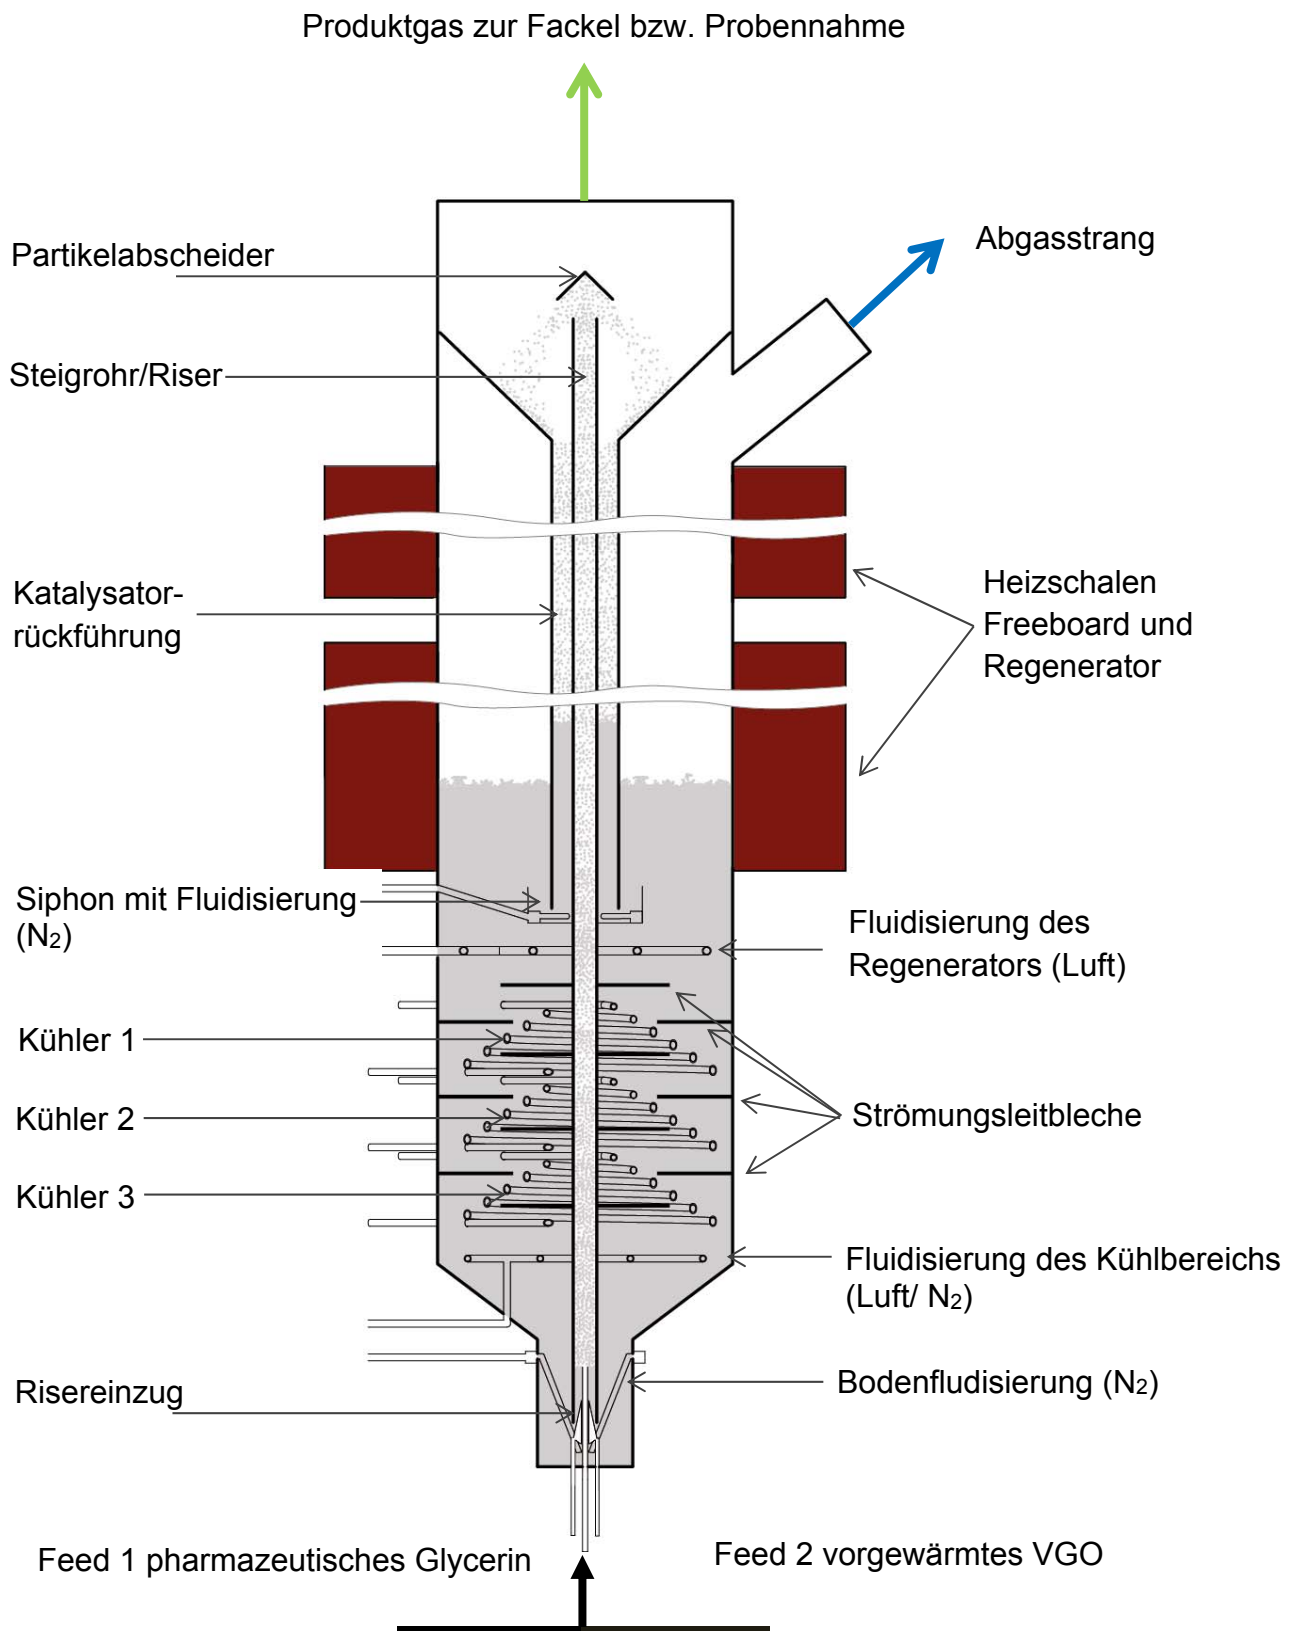 Produktgas zur Fackel bzw. Probennahme
Abgasstrang
Partikelabscheider
Steigrohr/Riser
Heizschalen
Freeboard und
Regenerator
Katalysator-
rückführung
Siphon mit Fluidisierung
(N2)
Fluidisierung des
Regenerators (Luft)
Kühler 1
Kühler 2
Strömungsleitbleche
Kühler 3
Fluidisierung des Kühlbereichs
(Luft/ N2)
Risereinzug
Bodenfludisierung (N2)
Feed 1 pharmazeutisches Glycerin
Feed 2 vorgewärmtes VGO